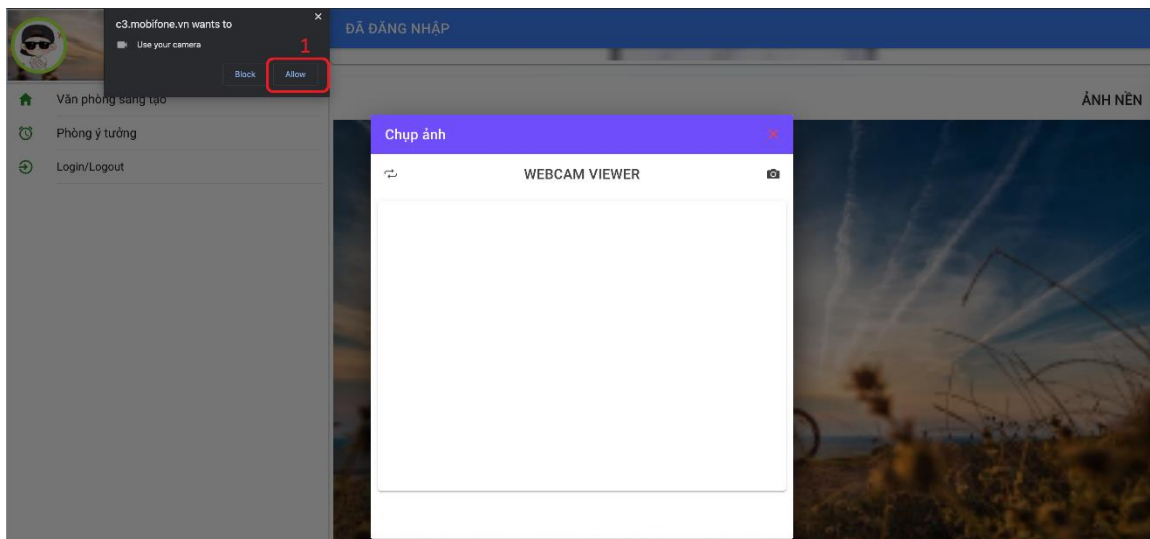 c3.mobifone.vn wants to
Use your camera
1
Block
Allow
ĐÃ ĐĂNG NHẬP
Văn phòng sáng tạo
Phòng ý tưởng
Login/Logout
ẢNH NỀN
Chụp ảnh
WEBCAM VIEWER